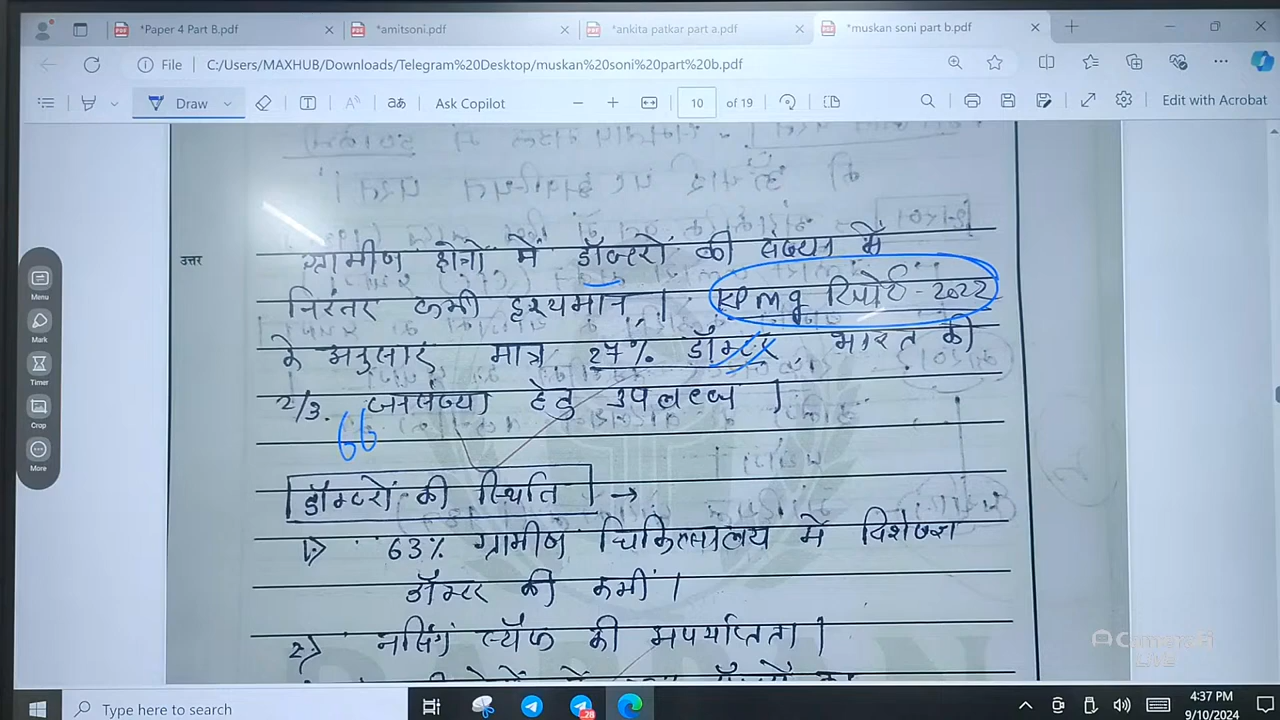 *Paper 4 Part B.pdf
*amitsoni.pdf
*ankita patkar part a.pdf
*muskan soni part b.pdf
File C:/Users/MAXHUB/Downloads/Telegram%20Desktop/muskan%20soni%20part%20b.pdf
Draw Ask Copilot 10 of 19 Edit with Acrobat
उत्तर
ग्रामीण क्षेत्रों में डॉक्टरों की संख्या में
निरंतर कमी दृश्यमान । KPmg रिपोर्ट - 2022
के अनुसार मात्र 27% डॉक्टर, भारत की
2/3. जनसंख्या हेतु उपलब्ध ।
66
डॉक्टरों की स्थिति →
1> 63% ग्रामीण चिकित्सालय में विशेषज्ञ
डॉक्टर की कमी ।
2> नर्सिंग स्टॉफ की अपर्याप्तता ।
Menu
Mark
Timer
Crop
More
Type here to search
28
4:37 PM
9/10/2024